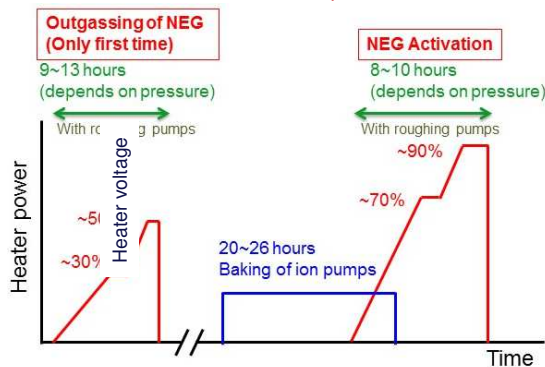 Outgassing of NEG
(Only first time)
9~13 hours
(depends on pressure)
With pumps
NEG Activation
8~10 hours
(depends on pressure)
With roughing pumps
~90%
~70%
~30%
Heater voltage
20~26 hours
Baking of ion pumps
Heater power
Time